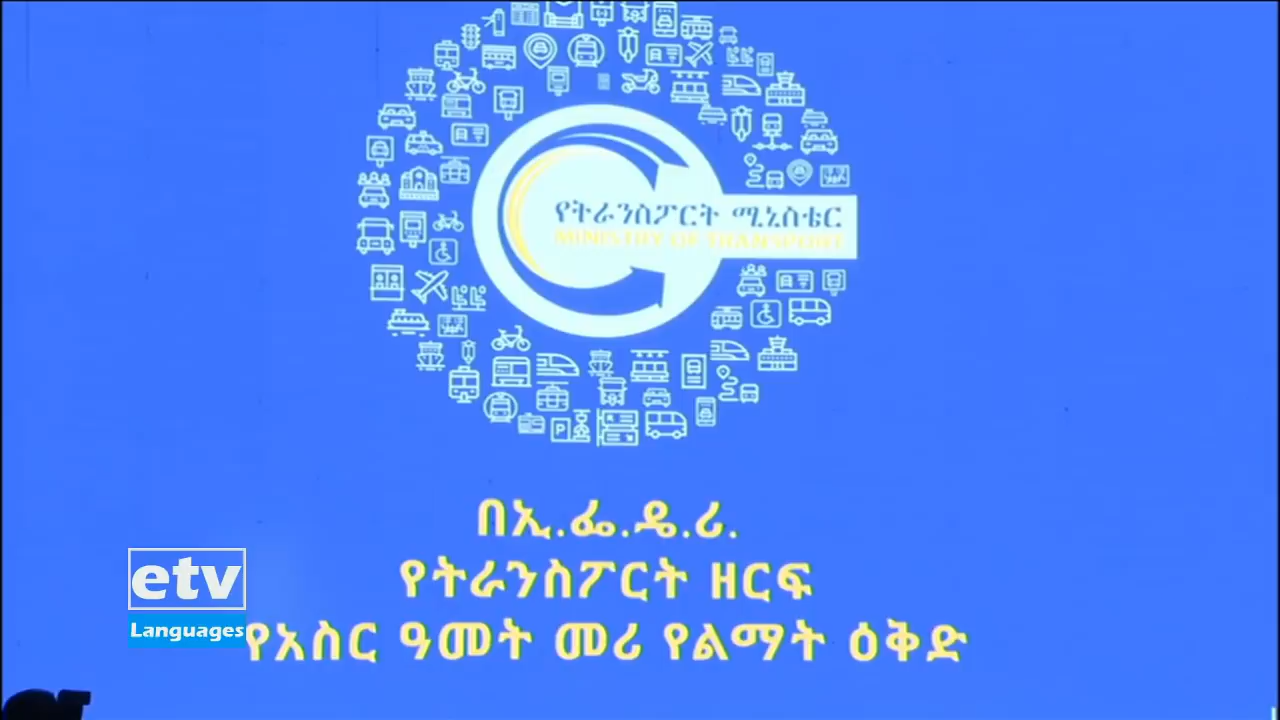 የትራንስፖርት ሚኒስቴር
MINISTRY OF TRANSPORT
በኢ.ፌ.ዴ.ሪ.
የትራንስፖርት ዘርፍ
የአስር ዓመት መሪ የልማት ዕቅድ
etv
Languages